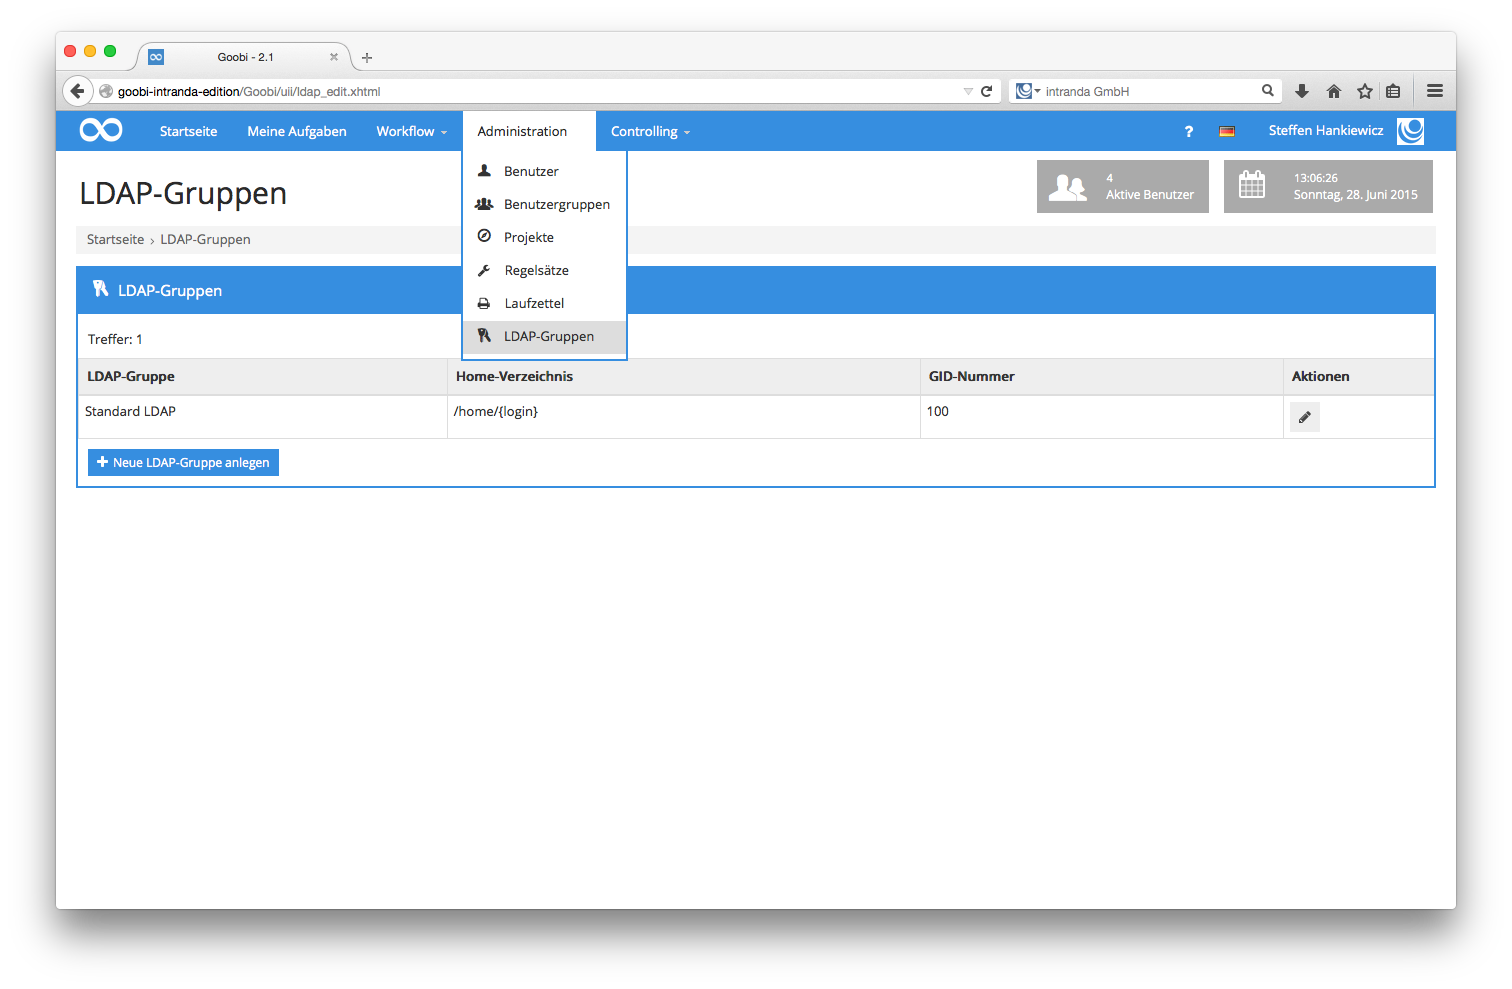 Goobi - 2.1
goobi-intranda-edition/Goobi/uii/ldap_edit.xhtml
intranda GmbH
Startseite
Meine Aufgaben
Workflow
Administration
Controlling
?
Steffen Hankiewicz
Benutzer
Benutzergruppen
Projekte
Regelsätze
Laufzettel
LDAP-Gruppen
LDAP-Gruppen
4
Aktive Benutzer
13:06:26
Sonntag, 28. Juni 2015
Startseite › LDAP-Gruppen
LDAP-Gruppen
Treffer: 1
LDAP-Gruppe Home-Verzeichnis GID-Nummer Aktionen
Standard LDAP /home/{login} 100
Neue LDAP-Gruppe anlegen